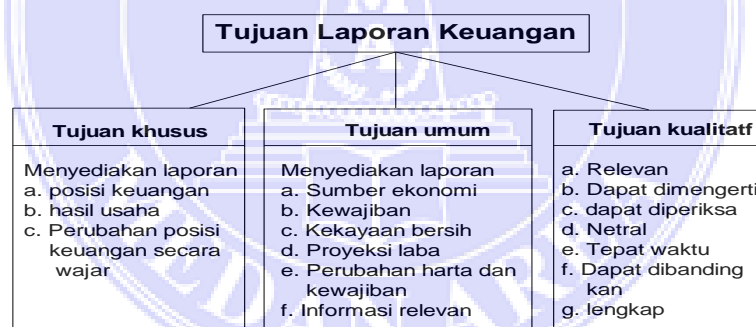 Tujuan Laporan Keuangan
Tujuan khusus
Menyediakan laporan
a. posisi keuangan
b. hasil usaha
c. Perubahan posisi
keuangan secara
wajar
Tujuan umum
Menyediakan laporan
a. Sumber ekonomi
b. Kewajiban
c. Kekayaan bersih
d. Proyeksi laba
e. Perubahan harta dan
kewajiban
f. Informasi relevan
Tujuan kualitatf
a. Relevan
b. Dapat dimengerti
c. dapat diperiksa
d. Netral
e. Tepat waktu
f. Dapat dibanding
kan
g. lengkap
MEDAN AREA